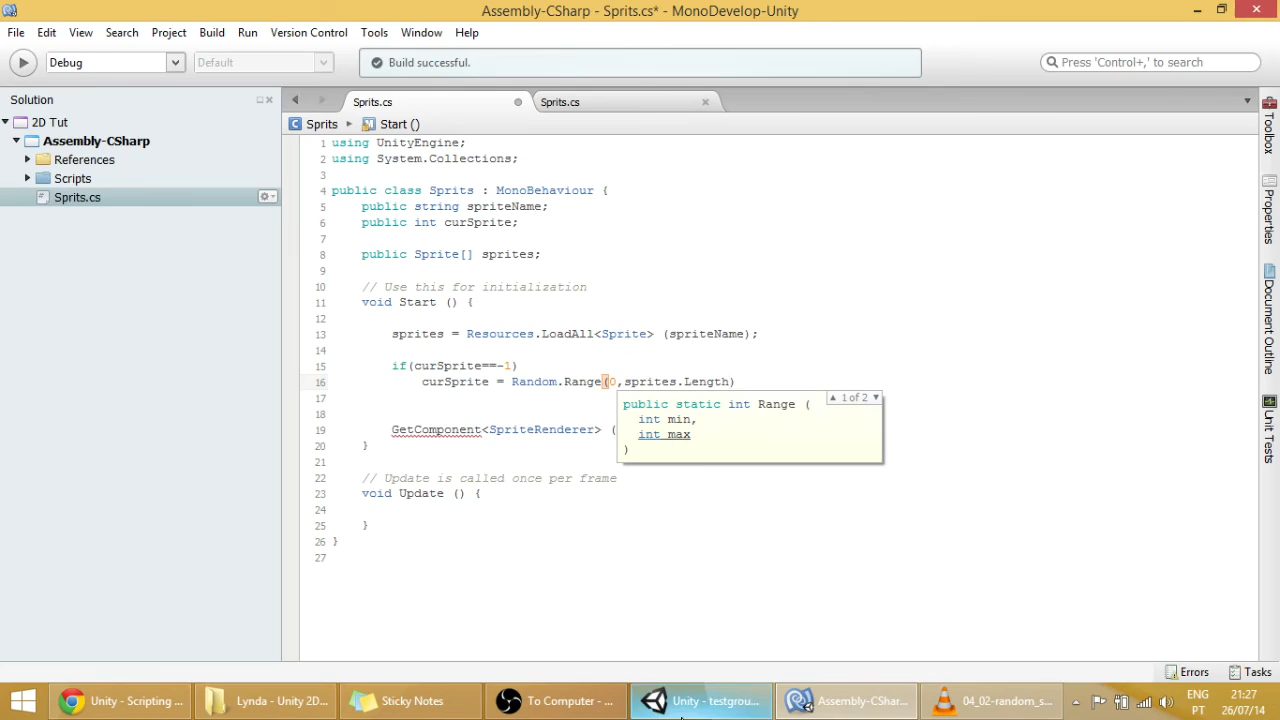 Assembly-CSharp - Sprits.cs* - MonoDevelop-Unity
File Edit View Search Project Build Run Version Control Tools Window Help
Debug Default Build successful. Press 'Control+,' to search
Solution
Sprits.cs Sprits.cs
2D Tut
Sprits Start ()
Assembly-CSharp
References
Scripts
Sprits.cs
1 using UnityEngine;
2 using System.Collections;
3
4 public class Sprits : MonoBehaviour {
5 public string spriteName;
6 public int curSprite;
7
8 public Sprite[] sprites;
9
10 // Use this for initialization
11 void Start () {
12
13 sprites = Resources.LoadAll<Sprite> (spriteName);
14
15 if(curSprite==-1)
16 curSprite = Random.Range(0,sprites.Length)
17
18
19 GetComponent<SpriteRenderer> (
20 }
21
22 // Update is called once per frame
23 void Update () {
24
25 }
26 }
27
1 of 2
public static int Range (
int min,
int max
)
Toolbox
Properties
Document Outline
Unit Tests
Errors Tasks
Unity - Scripting ...
Lynda - Unity 2D...
Sticky Notes
To Computer - ...
Unity - testgrou...
Assembly-CShar...
04_02-random_s...
ENG 21:27
PT 26/07/14